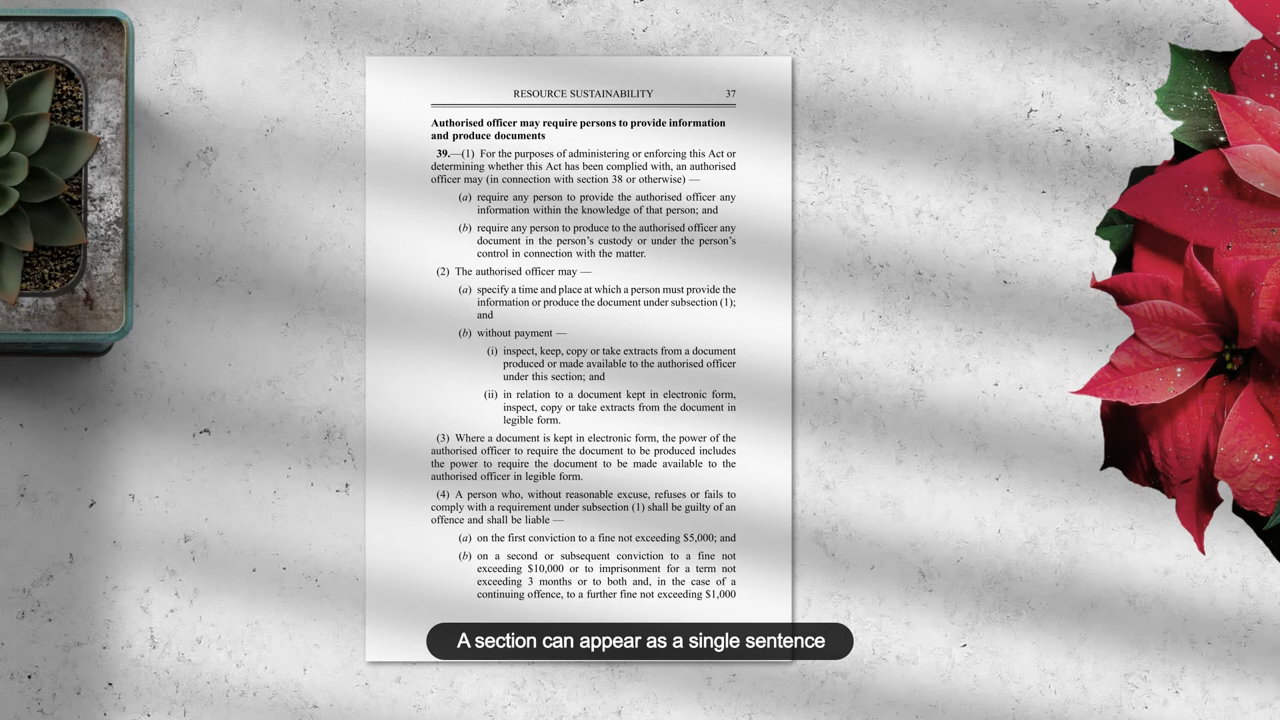 RESOURCE SUSTAINABILITY 37
Authorised officer may require persons to provide information
and produce documents
39.—(1) For the purposes of administering or enforcing this Act or
determining whether this Act has been complied with, an authorised
officer may (in connection with section 38 or otherwise) —
(a) require any person to provide the authorised officer any
information within the knowledge of that person; and
(b) require any person to produce to the authorised officer any
document in the person's custody or under the person's
control in connection with the matter.
(2) The authorised officer may —
(a) specify a time and place at which a person must provide the
information or produce the document under subsection (1);
and
(b) without payment —
(i) inspect, keep, copy or take extracts from a document
produced or made available to the authorised officer
under this section; and
(ii) in relation to a document kept in electronic form,
inspect, copy or take extracts from the document in
legible form.
(3) Where a document is kept in electronic form, the power of the
authorised officer to require the document to be produced includes
the power to require the document to be made available to the
authorised officer in legible form.
(4) A person who, without reasonable excuse, refuses or fails to
comply with a requirement under subsection (1) shall be guilty of an
offence and shall be liable —
(a) on the first conviction to a fine not exceeding $5,000; and
(b) on a second or subsequent conviction to a fine not
exceeding $10,000 or to imprisonment for a term not
exceeding 3 months or to both and, in the case of a
continuing offence, to a further fine not exceeding $1,000
A section can appear as a single sentence